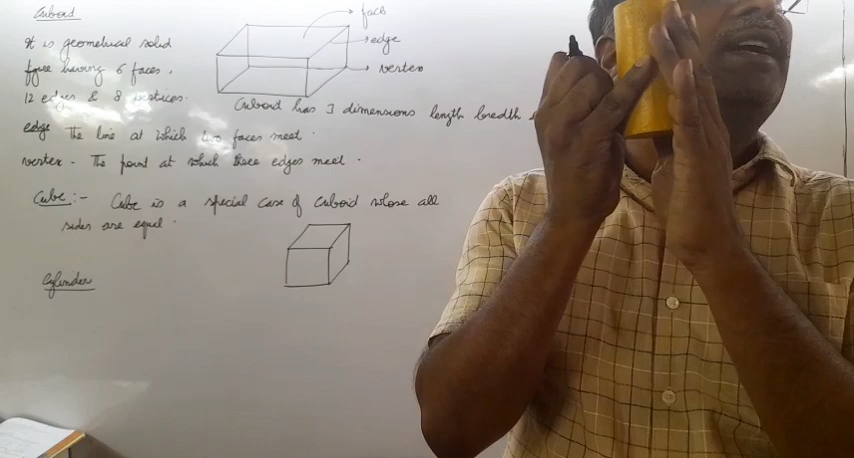 Cuboid
It is geometrical solid
figure having 6 faces,
12 edges & 8 vertices.
face
edge
vertex
Cuboid has 3 dimensions length breadth
edge The line at which two faces meet.
vertex - The point at which three edges meet.
Cube :- Cube is a special case of cuboid whose all
sides are equal.
Cylinder